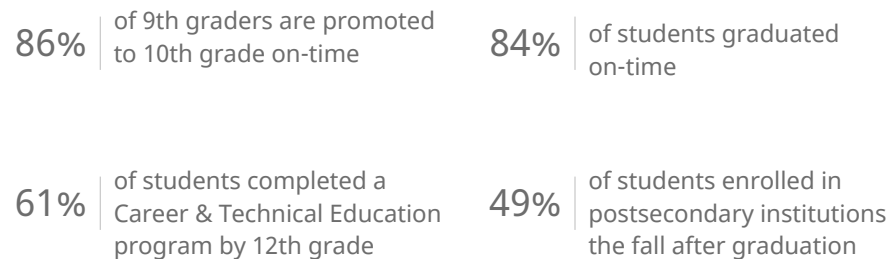 86%
of 9th graders are promoted
to 10th grade on-time
84%
of students graduated
on-time
61%
of students completed a
Career & Technical Education
program by 12th grade
49%
of students enrolled in
postsecondary institutions
the fall after graduation